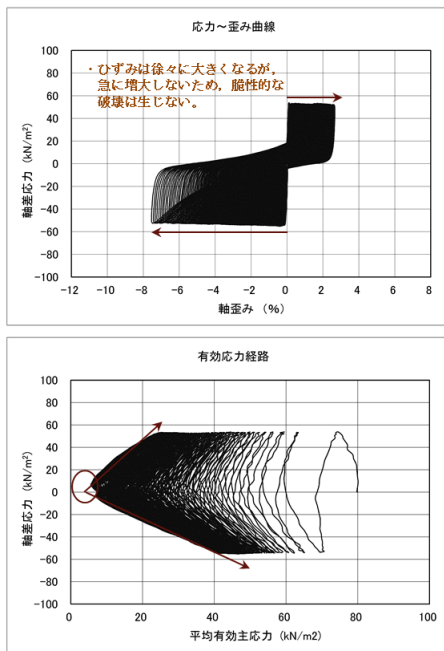 応力～歪み曲線
・ひずみは徐々に大きくなるが，
急に増大しないため，脆性的な
破壊は生じない。
軸差応力 (kN/m²)
100
80
60
40
20
0
-20
-40
-60
-80
-100
-12 -10 -8 -6 -4 -2 0 2 4 6 8
軸歪み （%）
有効応力経路
軸差応力 (kN/m²)
100
80
60
40
20
0
-20
-40
-60
-80
-100
0 20 40 60 80 100
平均有効主応力 (kN/m2)